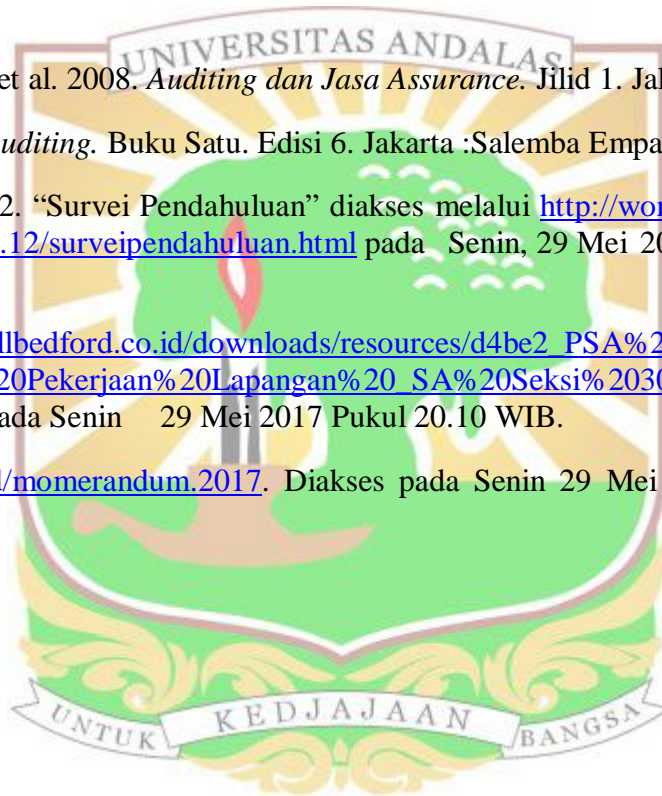 UNIVERSITAS ANDALAS
et al. 2008. Auditing dan Jasa Assurance. Jilid 1. Jak
uditing. Buku Satu. Edisi 6. Jakarta :Salemba Empa
2. “Survei Pendahuluan” diakses melalui http://wor
.12/surveipendahuluan.html pada Senin, 29 Mei 20
llbedford.co.id/downloads/resources/d4be2_PSA%2
20Pekerjaan%20Lapangan%20_SA%20Seksi%2030
ada Senin 29 Mei 2017 Pukul 20.10 WIB.
/momerandum.2017. Diakses pada Senin 29 Mei
UNTUK KEDJAJAAN BANGSA